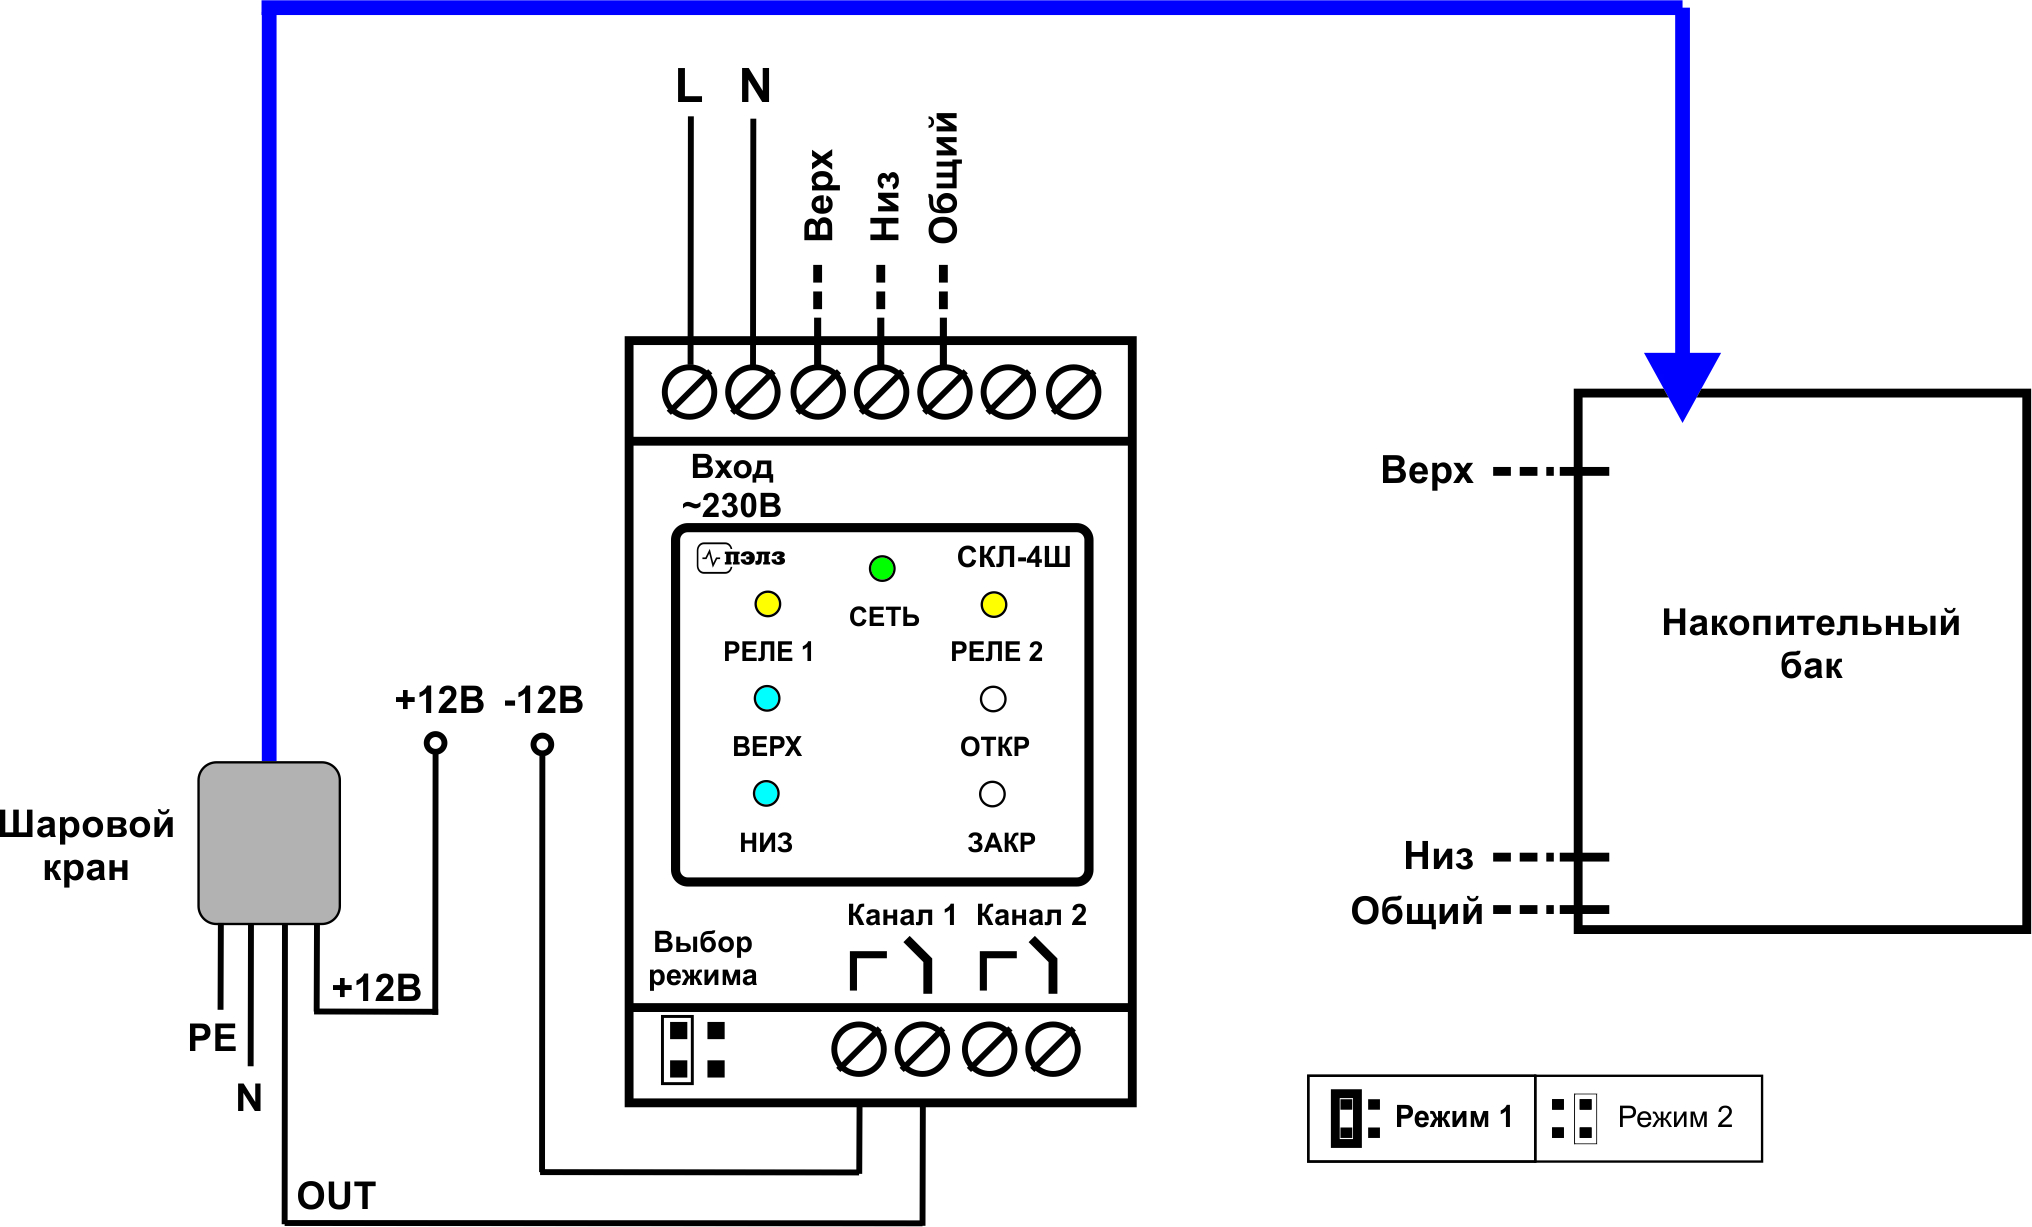 L N
Верх
Низ
Общий
Вход
~230В
пэлз
СКЛ-4Ш
СЕТЬ
РЕЛЕ 1
РЕЛЕ 2
ВЕРХ
ОТКР
НИЗ
ЗАКР
Канал 1 Канал 2
Выбор
режима
+12В -12В
Шаровой
кран
+12В
PE
N
OUT
Верх
Накопительный
бак
Низ
Общий
Режим 1
Режим 2